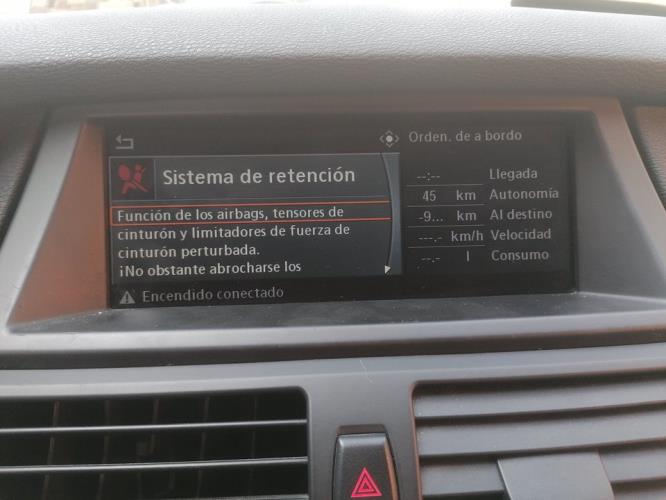 Orden. de a bordo
Sistema de retención
Función de los airbags, tensores de
cinturón y limitadores de fuerza de
cinturón perturbada.
¡No obstante abrocharse los
--:-- Llegada
45 km Autonomía
-9... km Al destino
---,- km/h Velocidad
--.- l Consumo
Encendido conectado